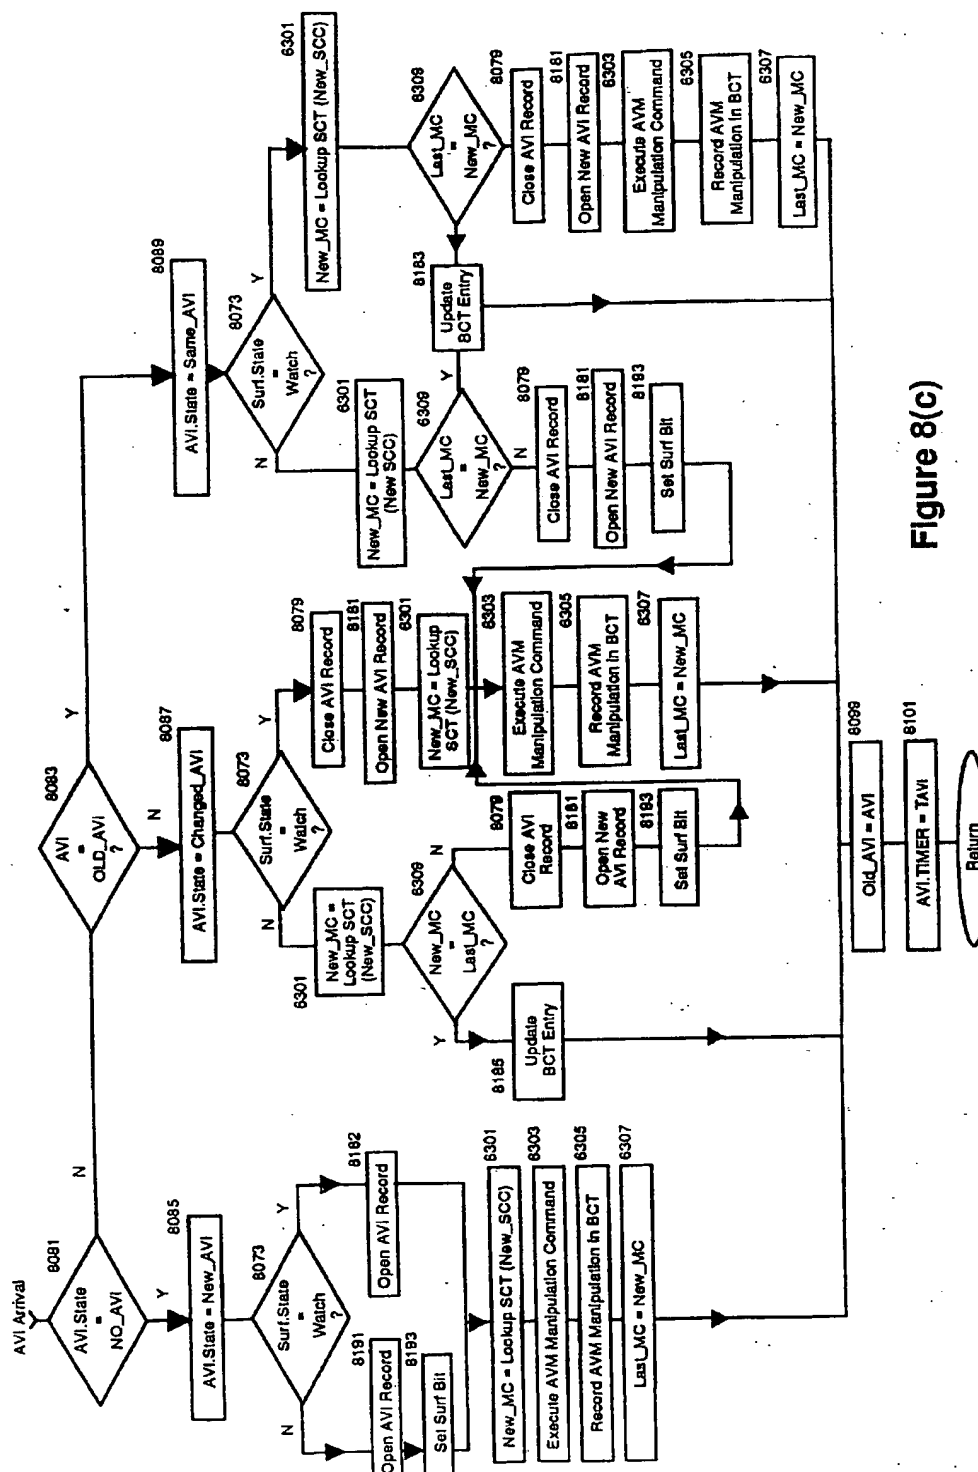 AVI Arrival
8081
AVI.State
=
NO_AVI
?
N
Y
8085
AVI.State = New_AVI
8073
Surf.State
=
Watch
?
N
Y
8191
Open AVI Record
8193
Set Surf Bit
8182
Open AVI Record
6301
New_MC = Lookup SCT (New_SCC)
6303
Execute AVM Manipulation Command
6305
Record AVM Manipulation In BCT
6307
Last_MC = New_MC
8083
AVI
=
OLD_AVI
?
Y
N
8087
AVI.State = Changed_AVI
8073
Surf.State
=
Watch
?
N
Y
6301
New_MC =
Lookup SCT
(New_SCC)
6309
New_MC
=
Last_MC
?
Y
N
8185
Update
BCT Entry
8079
Close AVI
Record
8181
Open New
AVI Record
8193
Set Surf Bit
8079
Close AVI Record
8181
Open New AVI Record
6301
New_MC = Lookup
SCT (New_SCC)
6303
Execute AVM
Manipulation Command
6305
Record AVM
Manipulation In BCT
6307
Last_MC = New_MC
8089
AVI.State = Same_AVI
8073
Surf.State
=
Watch
?
N
Y
6301
New_MC = Lookup SCT
(New SCC)
6309
Last_MC
=
New_MC
?
Y
N
8183
Update
BCT Entry
8079
Close AVI Record
8181
Open New AVI Record
8193
Set Surf Bit
6301
New_MC = Lookup SCT (New_SCC)
6309
Last_MC
=
New_MC
?
8079
Close AVI Record
8181
Open New AVI Record
6303
Execute AVM
Manipulation Command
6305
Record AVM
Manipulation In BCT
6307
Last_MC = New_MC
8099
Old_AVI = AVI
8101
AVI.TIMER = TAVI
Return
Figure 8(c)